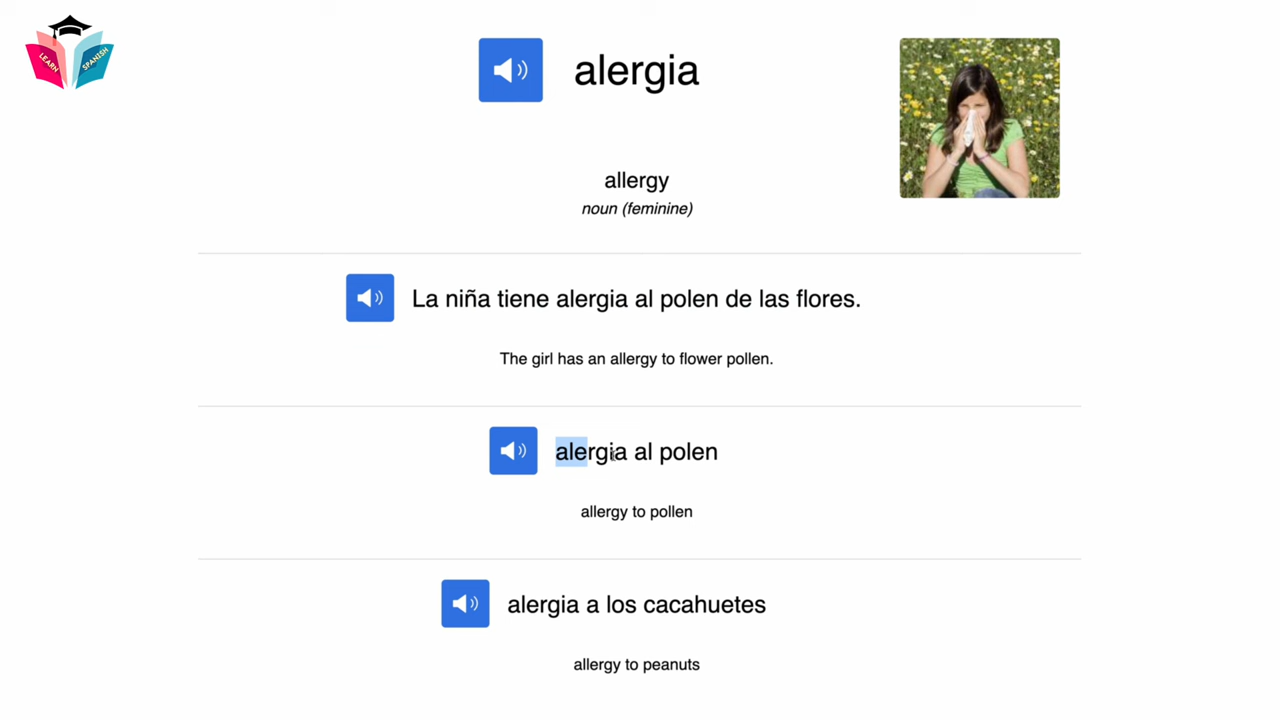 LEARN
SPANISH
alergia
allergy
noun (feminine)
La niña tiene alergia al polen de las flores.
The girl has an allergy to flower pollen.
alergia al polen
allergy to pollen
alergia a los cacahuetes
allergy to peanuts